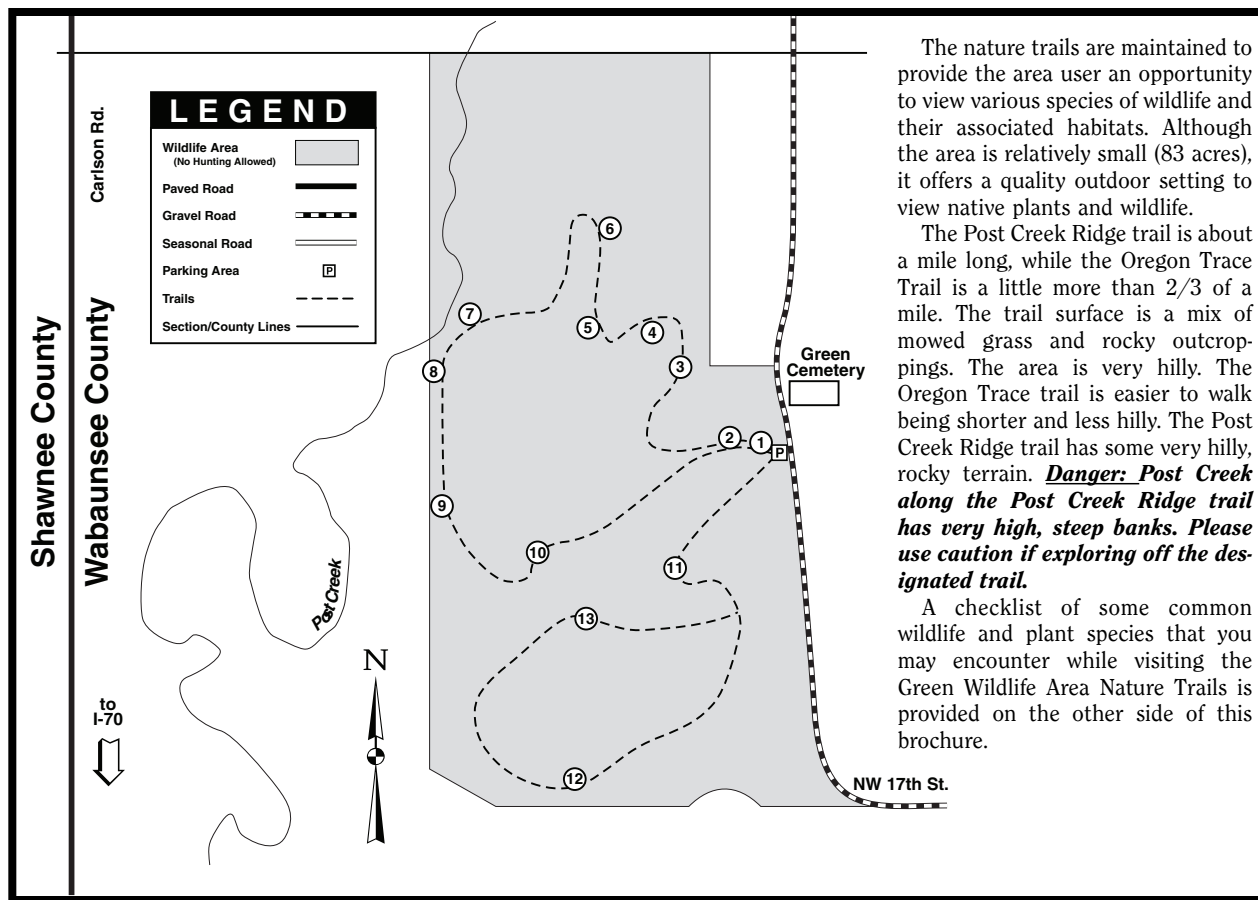 Shawnee County
Wabaunsee County
Carlson Rd.
to
I-70
LEGEND
Wildlife Area
(No Hunting Allowed)
Paved Road
Gravel Road
Seasonal Road
Parking Area
P
Trails
Section/County Lines
6
7
5
4
3
8
Green
Cemetery
2
1
P
9
10
11
13
12
Post Creek
N
NW 17th St.
The nature trails are maintained to
provide the area user an opportunity
to view various species of wildlife and
their associated habitats. Although
the area is relatively small (83 acres),
it offers a quality outdoor setting to
view native plants and wildlife.
The Post Creek Ridge trail is about
a mile long, while the Oregon Trace
Trail is a little more than 2/3 of a
mile. The trail surface is a mix of
mowed grass and rocky outcrop-
pings. The area is very hilly. The
Oregon Trace trail is easier to walk
being shorter and less hilly. The Post
Creek Ridge trail has some very hilly,
rocky terrain. Danger: Post Creek
along the Post Creek Ridge trail
has very high, steep banks. Please
use caution if exploring off the des-
ignated trail.
A checklist of some common
wildlife and plant species that you
may encounter while visiting the
Green Wildlife Area Nature Trails is
provided on the other side of this
brochure.